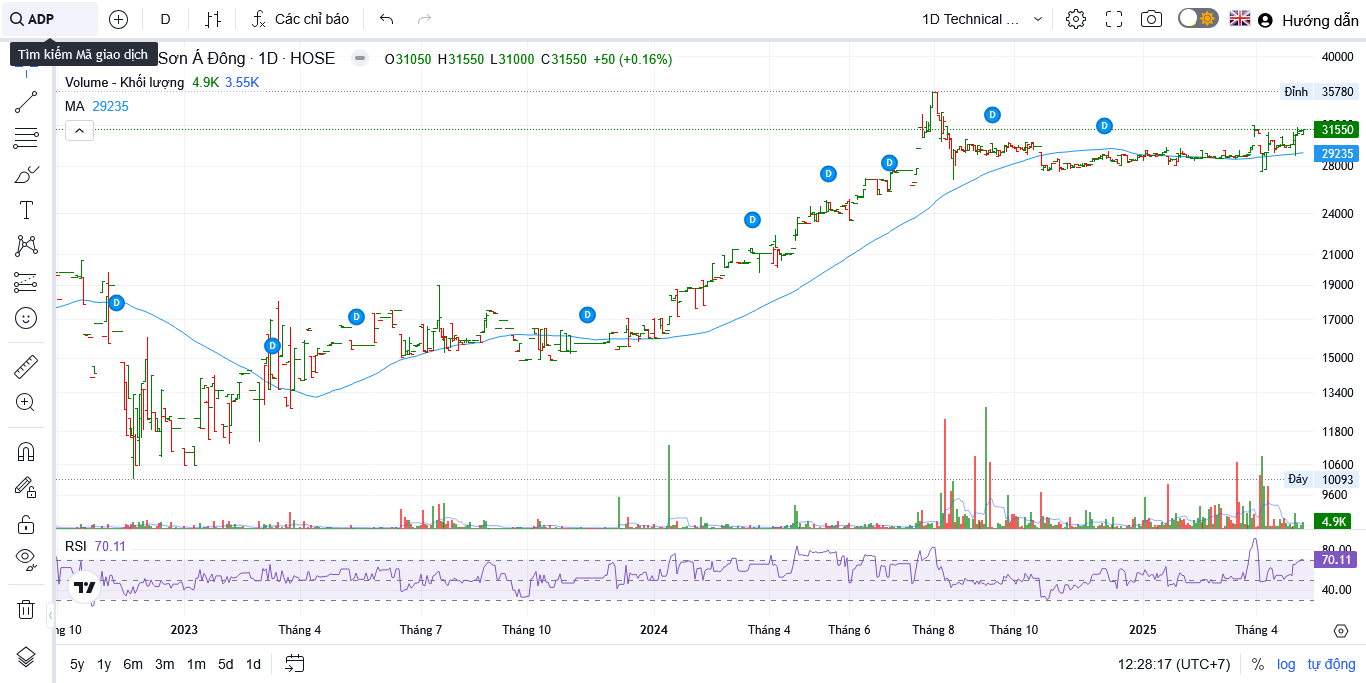 ADP D Các chỉ báo 1D Technical ... Hướng dẫn
Tìm kiếm Mã giao dịch
Sơn Á Đông · 1D · HOSE O31050 H31550 L31000 C31550 +50 (+0.16%)
Volume - Khối lượng 4.9K 3.55K
MA 29235
40000
Đỉnh 35780
31550
29235
28000
24000
21000
19000
17000
15000
13400
11800
10600
Đáy 10093
9600
4.9K
D
D
D
D
D
D
D
D
D
RSI 70.11
80.00
70.11
40.00
ng 10 2023 Tháng 4 Tháng 7 Tháng 10 2024 Tháng 4 Tháng 6 Tháng 8 Tháng 10 2025 Tháng 4
5y 1y 6m 3m 1m 5d 1d 12:28:17 (UTC+7) % log tự động